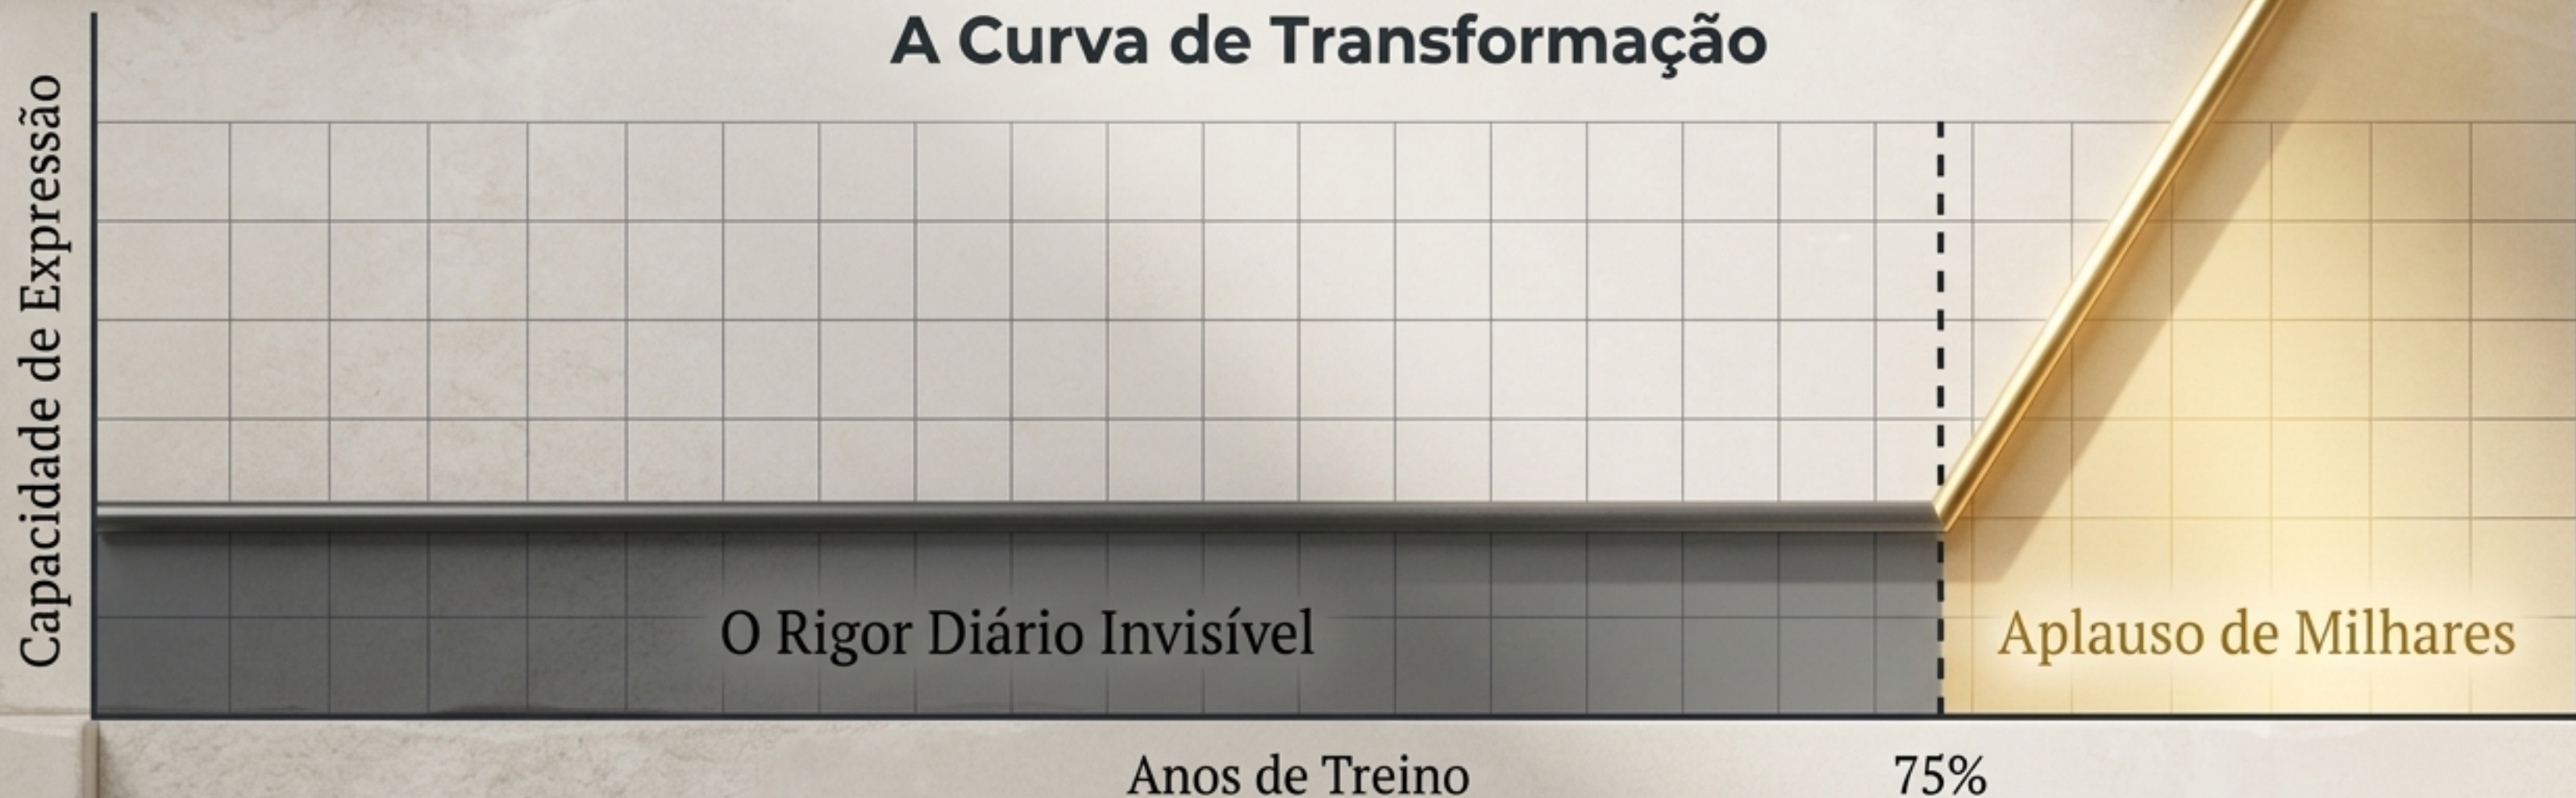 A Curva de Transformação
Capacidade de Expressão
O Rigor Diário Invisível
Aplauso de Milhares
Anos de Treino
75%